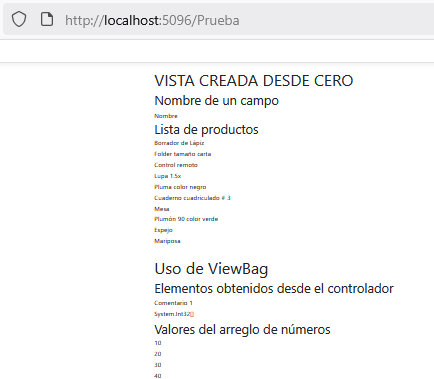 http://localhost:5096/Prueba
VISTA CREADA DESDE CERO
Nombre de un campo
Nombre
Lista de productos
Borrador de Lápiz
Folder tamaño carta
Control remoto
Lupa 1.5x
Pluma color negro
Cuaderno cuadriculado # 3
Mesa
Plumón 90 color verde
Espejo
Mariposa
Uso de ViewBag
Elementos obtenidos desde el controlador
Comentario 1
System.Int32[]
Valores del arreglo de números
10
20
30
40